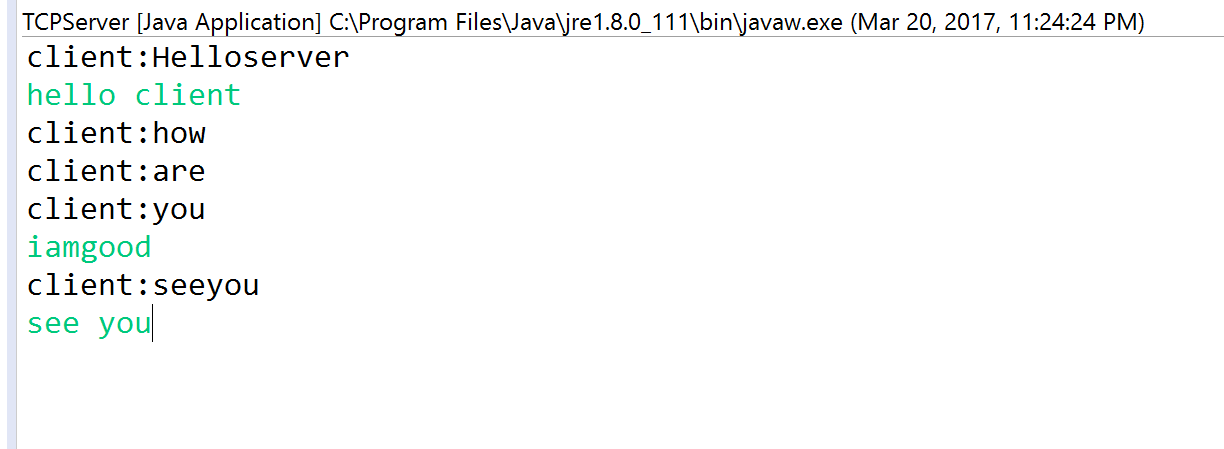 TCPServer [Java Application] C:\Program Files\Java\jre1.8.0_111\bin\javaw.exe (Mar 20, 2017, 11:24:24 PM)
client:Helloserver
hello client
client:how
client:are
client:you
iamgood
client:seeyou
see you